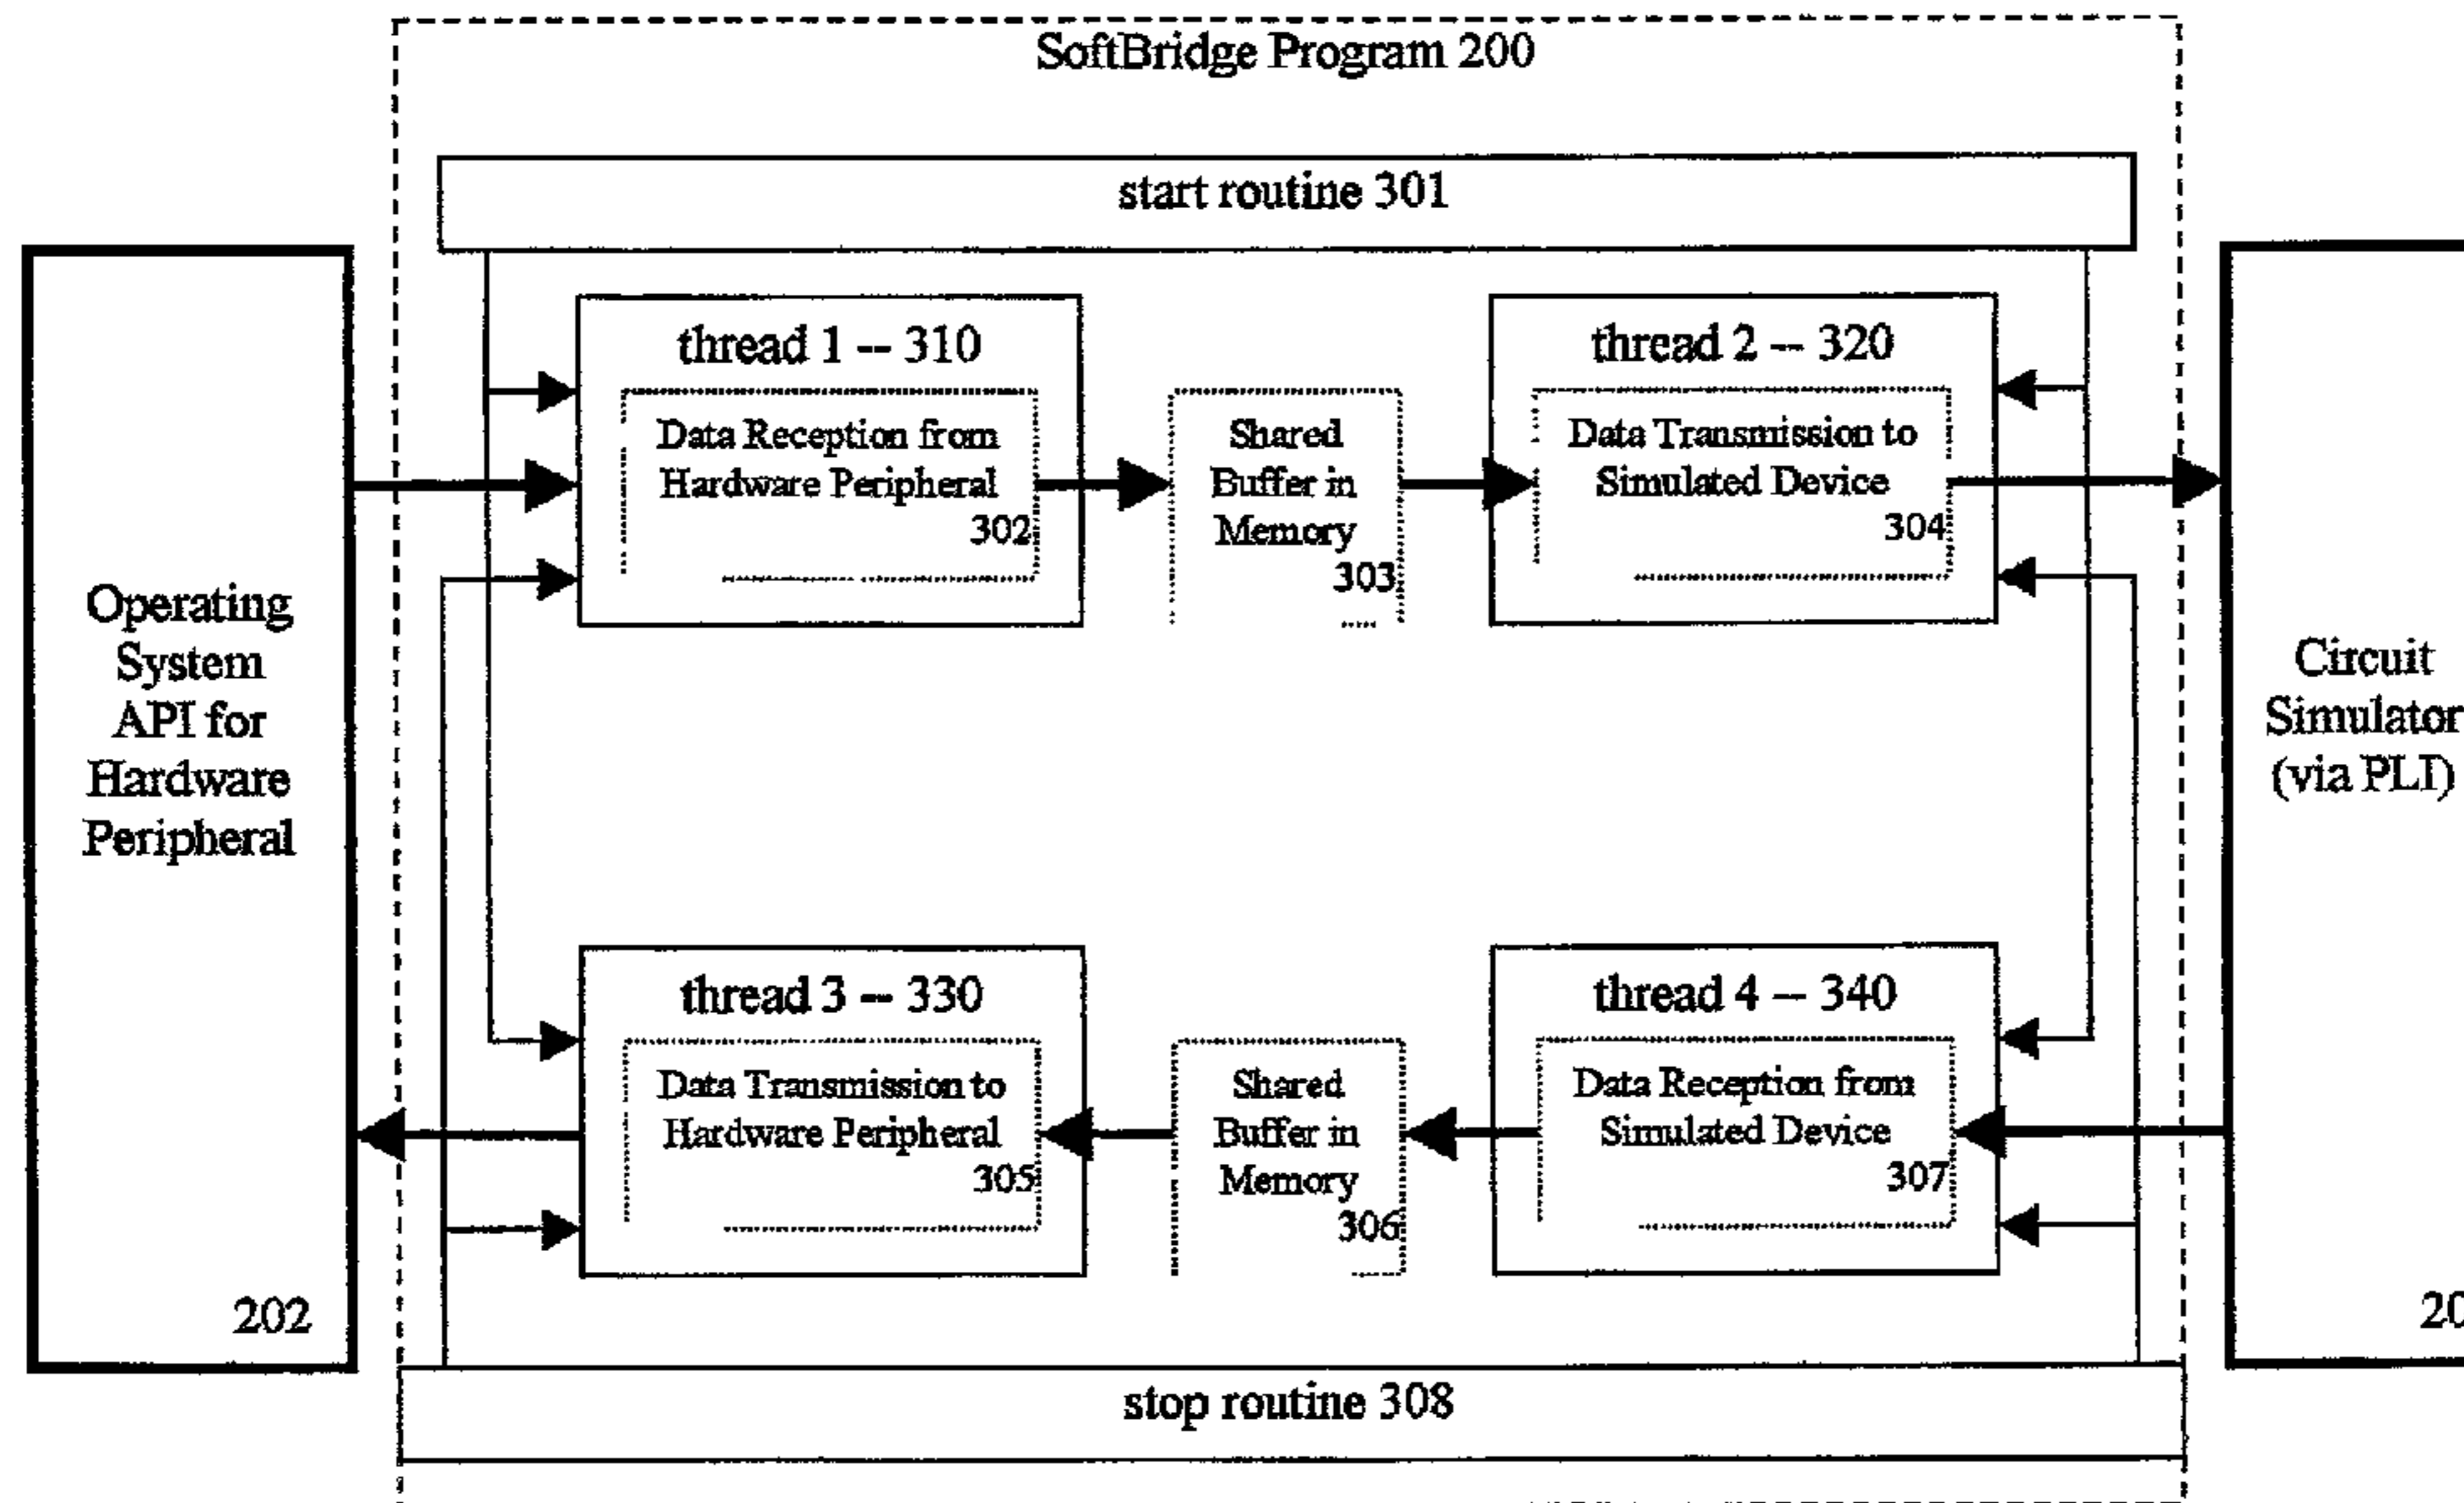 SoftBridge Program 200
start routine 301
thread 1 -- 310
Data Reception from
Hardware Peripheral
302
Shared
Buffer in
Memory
303
thread 2 -- 320
Data Transmission to
Simulated Device
304
Operating
System
API for
Hardware
Peripheral
202
Circuit
Simulator
(via PLI)
thread 3 -- 330
Data Transmission to
Hardware Peripheral
305
Shared
Buffer in
Memory
306
thread 4 -- 340
Data Reception from
Simulated Device
307
stop routine 308